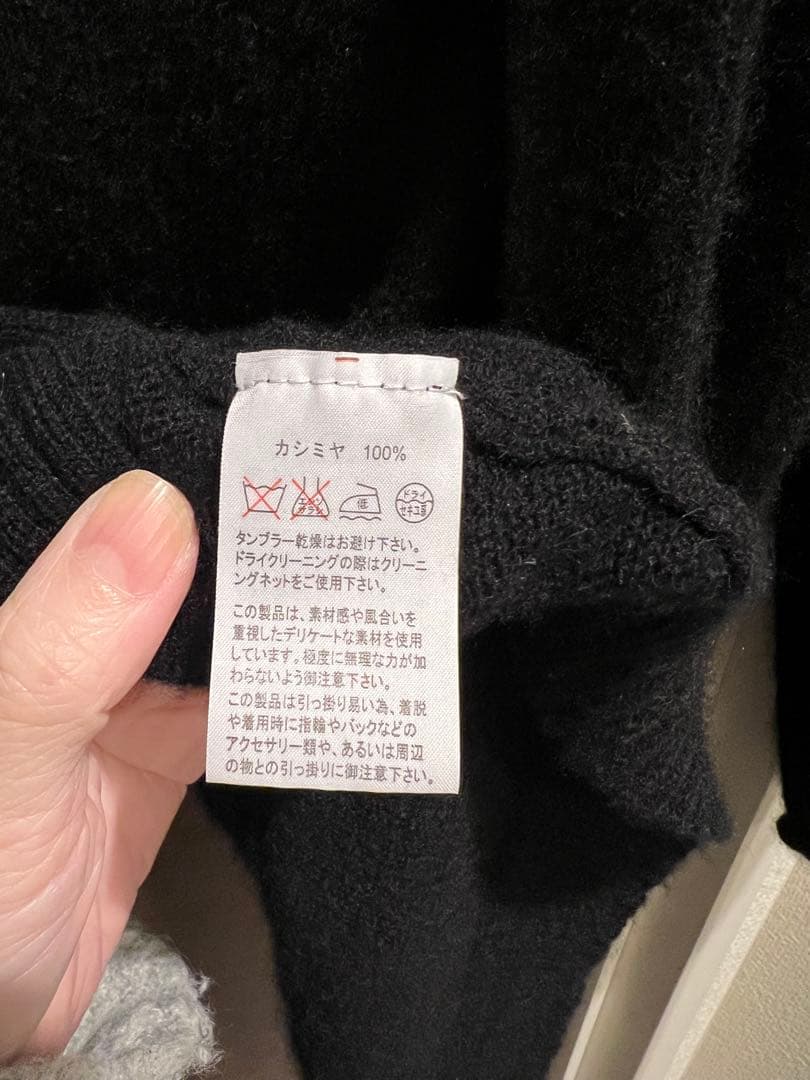 カシミヤ 100%
エンソ サラシ 低 ドライ セキユ系
タンブラー乾燥はお避け下さい。
ドライクリーニングの際はクリーニ
ングネットをご使用下さい。
この製品は、素材感や風合いを
重視したデリケートな素材を使用
しています。極度に無理な力が加
わらないよう御注意下さい。
この製品は引っ掛り易い為、着脱
や着用時に指輪やバックなどの
アクセサリー類や、あるいは周辺
の物との引っ掛りに御注意下さい。